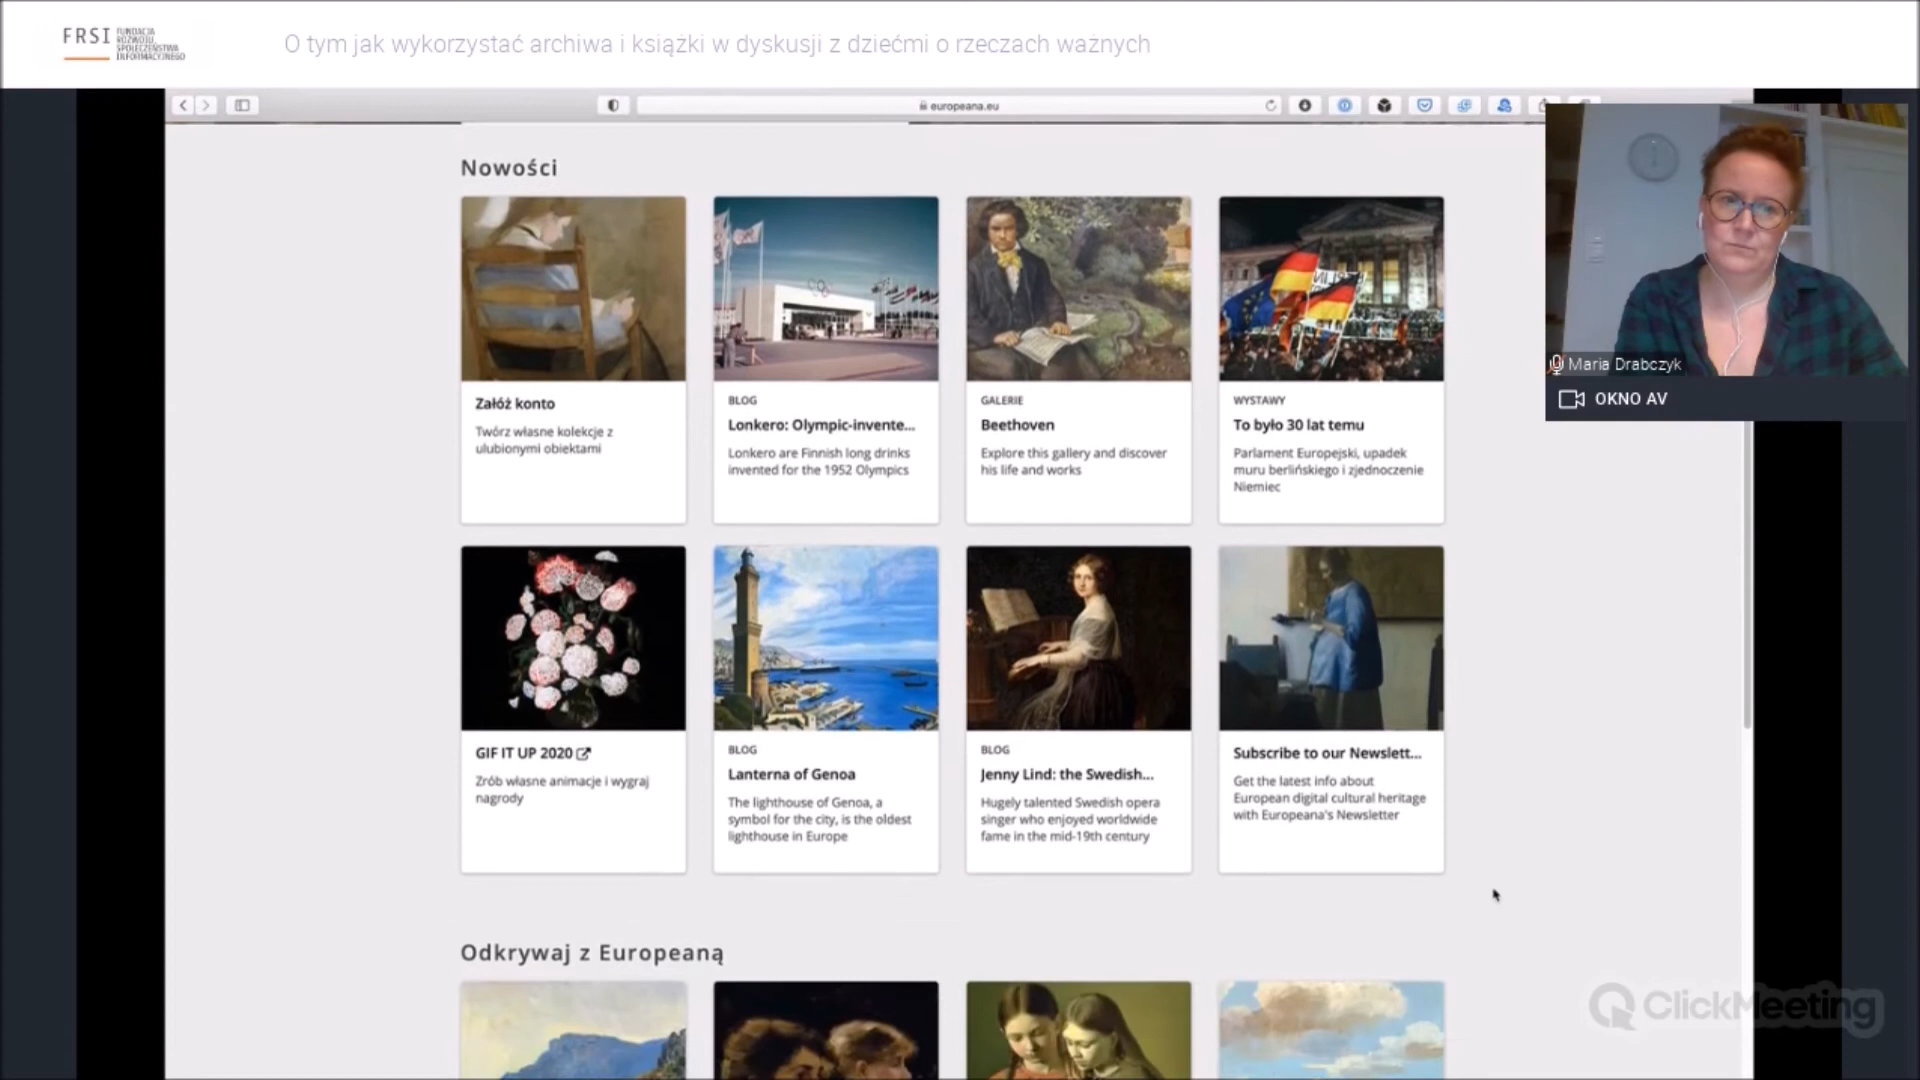 FRSI
FUNDACJA
ROZWOJU
SPOŁECZEŃSTWA
INFORMACYJNEGO
O tym jak wykorzystać archiwa i książki w dyskusji z dziećmi o rzeczach ważnych
europeana.eu
Maria Drabczyk
OKNO AV
Nowości
Załóż konto
Twórz własne kolekcje z
ulubionymi obiektami
BLOG
Lonkero: Olympic-invente...
Lonkero are Finnish long drinks
invented for the 1952 Olympics
GALERIE
Beethoven
Explore this gallery and discover
his life and works
WYSTAWY
To było 30 lat temu
Parlament Europejski, upadek
muru berlińskiego i zjednoczenie
Niemiec
GIF IT UP 2020
Zrób własne animacje i wygraj
nagrody
BLOG
Lanterna of Genoa
The lighthouse of Genoa, a
symbol for the city, is the oldest
lighthouse in Europe
BLOG
Jenny Lind: the Swedish...
Hugely talented Swedish opera
singer who enjoyed worldwide
fame in the mid-19th century
Subscribe to our Newslett...
Get the latest info about
European digital cultural heritage
with Europeana's Newsletter
Odkrywaj z Europeaną
ClickMeeting